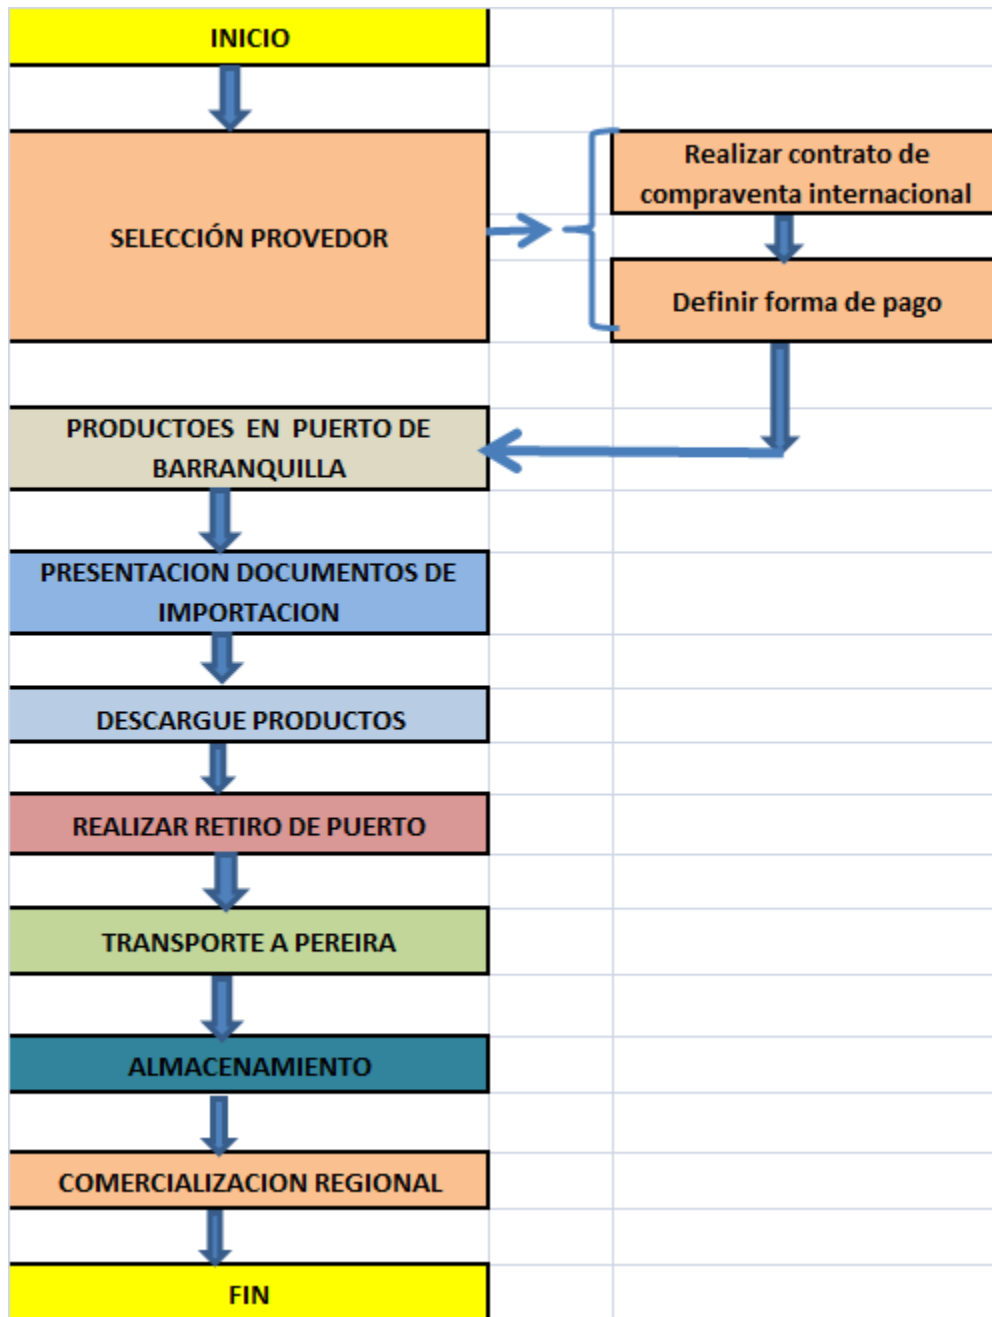 INICIO
SELECCIÓN PROVEDOR
Realizar contrato de
compraventa internacional
Definir forma de pago
PRODUCTOES EN PUERTO DE
BARRANQUILLA
PRESENTACION DOCUMENTOS DE
IMPORTACION
DESCARGUE PRODUCTOS
REALIZAR RETIRO DE PUERTO
TRANSPORTE A PEREIRA
ALMACENAMIENTO
COMERCIALIZACION REGIONAL
FIN